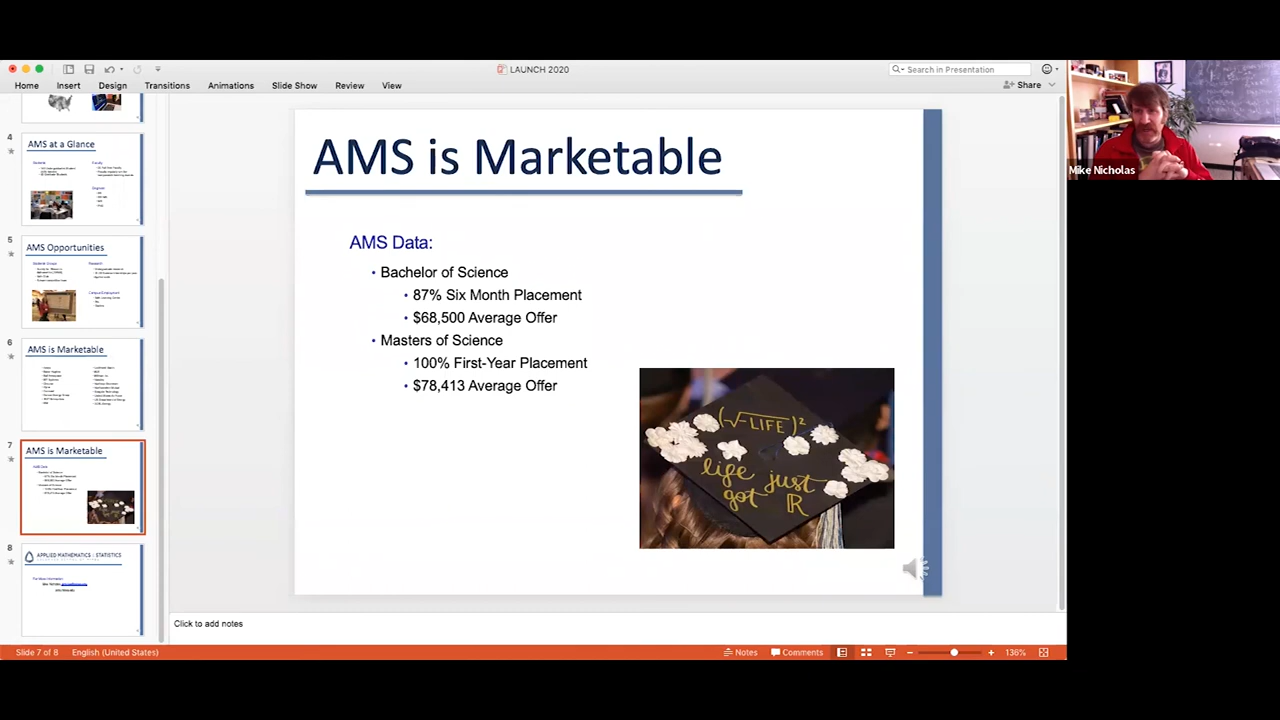 LAUNCH 2020
Search in Presentation
Home Insert Design Transitions Animations Slide Show Review View
Share
4
AMS at a Glance
5
AMS Opportunities
6
AMS is Marketable
7
AMS is Marketable
8
APPLIED MATHEMATICS & STATISTICS
AMS is Marketable
AMS Data:
• Bachelor of Science
• 87% Six Month Placement
• $68,500 Average Offer
• Masters of Science
• 100% First-Year Placement
• $78,413 Average Offer
(√-LIFE)²
life just
got ℝ
Click to add notes
Slide 7 of 8 English (United States)
Notes Comments 136%
Mike Nicholas